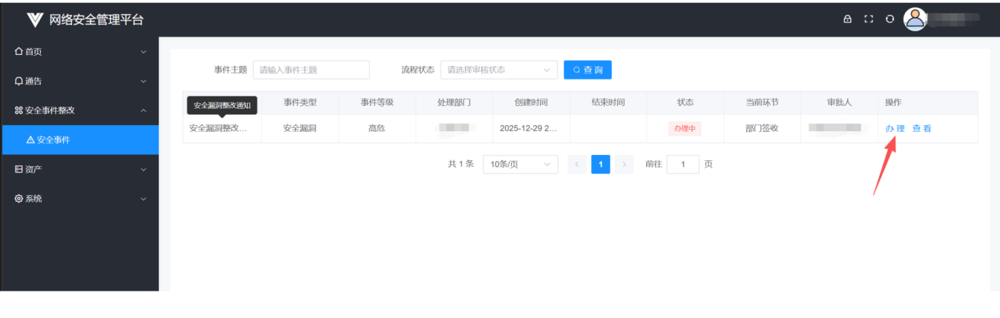 网络安全管理平台
首页
通告
安全事件整改
安全事件
资产
系统
事件主题 请输入事件主题 流程状态 请选择审核状态 查 询
安全漏洞整改通知 事件类型 事件等级 处理部门 创建时间 结束时间 状态 当前环节 审批人 操作
安全漏洞整改... 安全漏洞 高危 2025-12-29 2... 办理中 部门签收 办 理 查 看
共 1 条 10条/页 1 前往 1 页